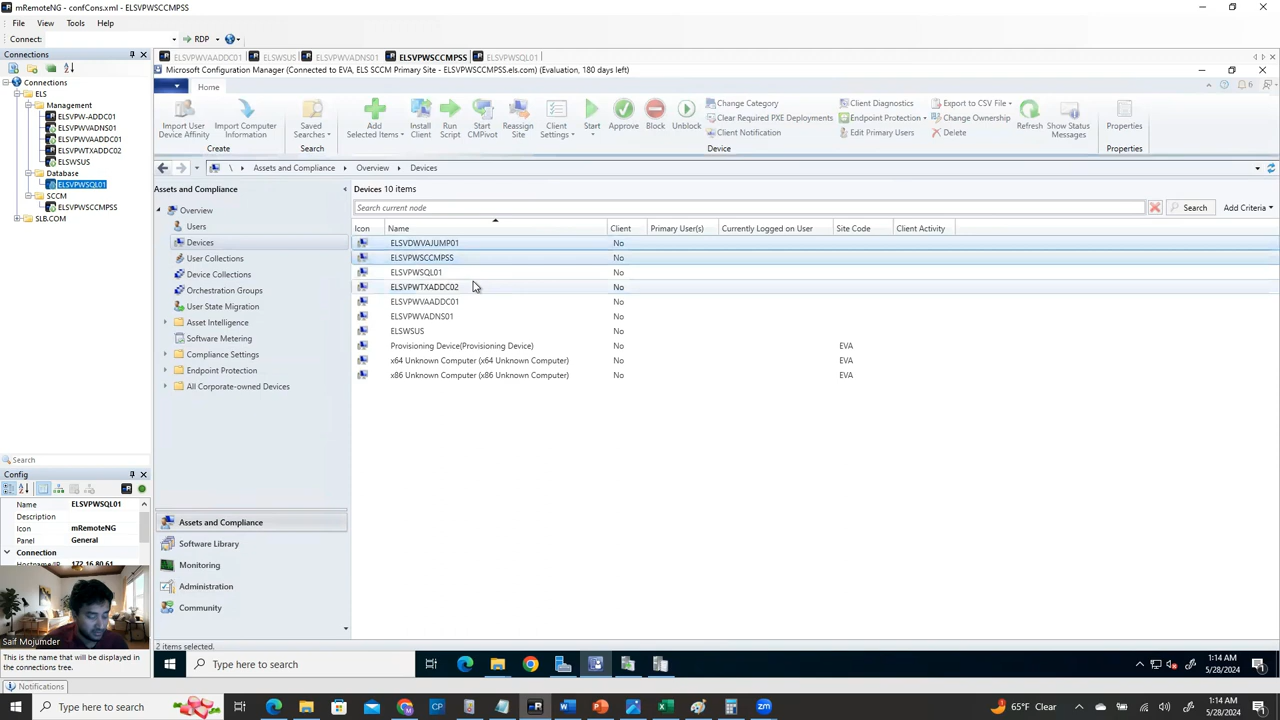 mRemoteNG - confCons.xml - ELSVPWSCCMPSS
File View Tools Help
Connect: RDP
Connections
ELSVPWVAADDC01 ELSWSUS ELSVPWVADNS01 ELSVPWSCCMPSS ELSVPWSQL01
Microsoft Configuration Manager (Connected to EVA, ELS SCCM Primary Site - ELSVPWSCCMPSS.els.com) (Evaluation, 180 days left)
Home
6
Import User Device Affinity
Import Computer Information
Create
Saved Searches
Search
Add Selected Items
Install Client
Run Script
Start CMPivot
Reassign Site
Client Settings
Start
Approve
Block
Unblock
Change Category
Clear Required PXE Deployments
Client Notification
Client Diagnostics
Endpoint Protection
Edit Primary Users
Export to CSV File
Change Ownership
Delete
Device
Refresh
Show Status Messages
Properties
Properties
\ Assets and Compliance Overview Devices
Connections
ELS
Management
ELSVPW-ADDC01
ELSVPWVADNS01
ELSVPWVAADDC01
ELSVPWTXADDC02
ELSWSUS
Database
ELSVPWSQL01
SCCM
ELSVPWSCCMPSS
SLB.COM
Search
Config
Name ELSVPWSQL01
Description
Icon mRemoteNG
Panel General
Connection
Hostname/IP 172.16.80.61
Saif Mojumder
Name
This is the name that will be displayed in the connections tree.
Notifications
Assets and Compliance
Overview
Users
Devices
User Collections
Device Collections
Orchestration Groups
User State Migration
Asset Intelligence
Software Metering
Compliance Settings
Endpoint Protection
All Corporate-owned Devices
Assets and Compliance
Software Library
Monitoring
Administration
Community
Devices 10 items
Search current node
Search Add Criteria
Icon Name Client Primary User(s) Currently Logged on User Site Code Client Activity
ELSVDWVAJUMP01 No
ELSVPWSCCMPSS No
ELSVPWSQL01 No
ELSVPWTXADDC02 No
ELSVPWVAADDC01 No
ELSVPWVADNS01 No
ELSWSUS No
Provisioning Device(Provisioning Device) No EVA
x64 Unknown Computer (x64 Unknown Computer) No EVA
x86 Unknown Computer (x86 Unknown Computer) No EVA
2 items selected.
Type here to search
1:14 AM
5/28/2024
Type here to search
65°F Clear
1:14 AM
5/28/2024